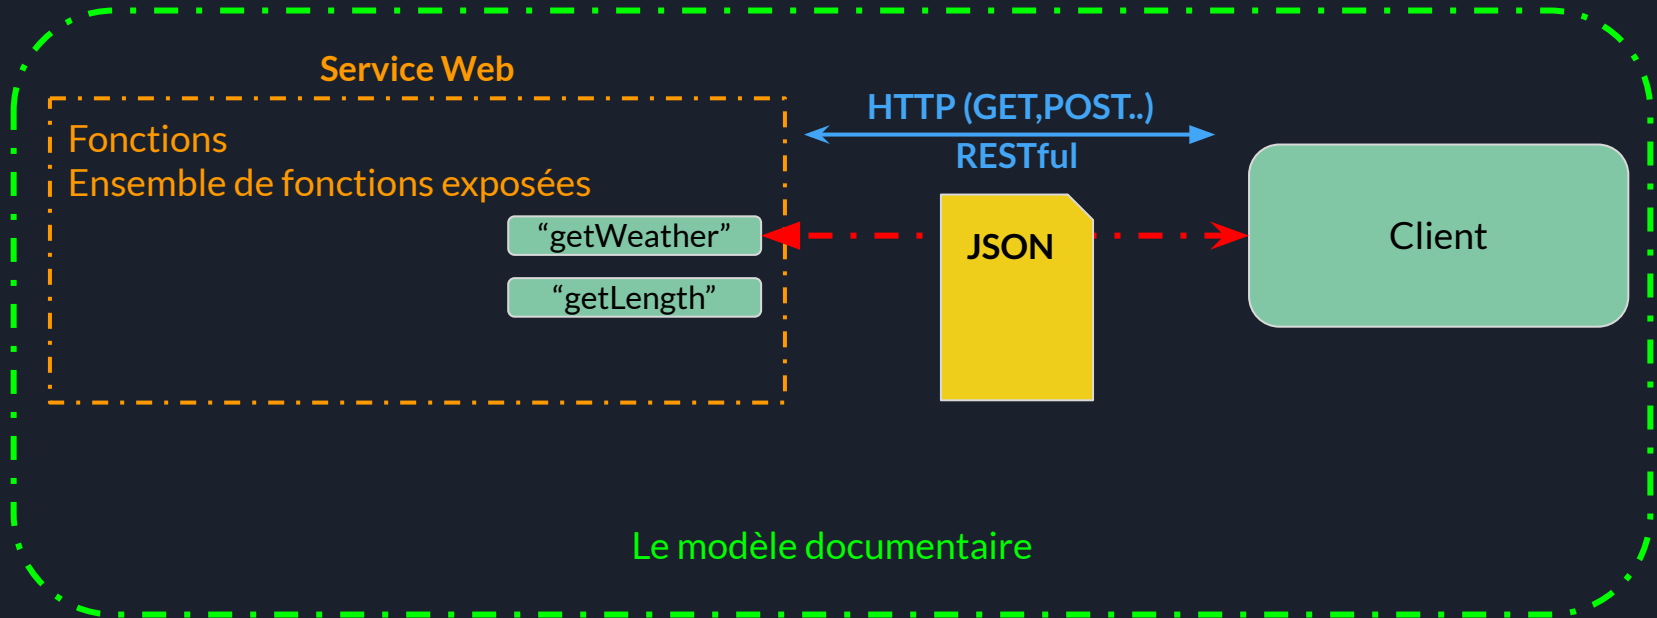 Service Web
Fonctions
Ensemble de fonctions exposées
“getWeather”
“getLength”
HTTP (GET,POST..)
RESTful
JSON
Client
Le modèle documentaire